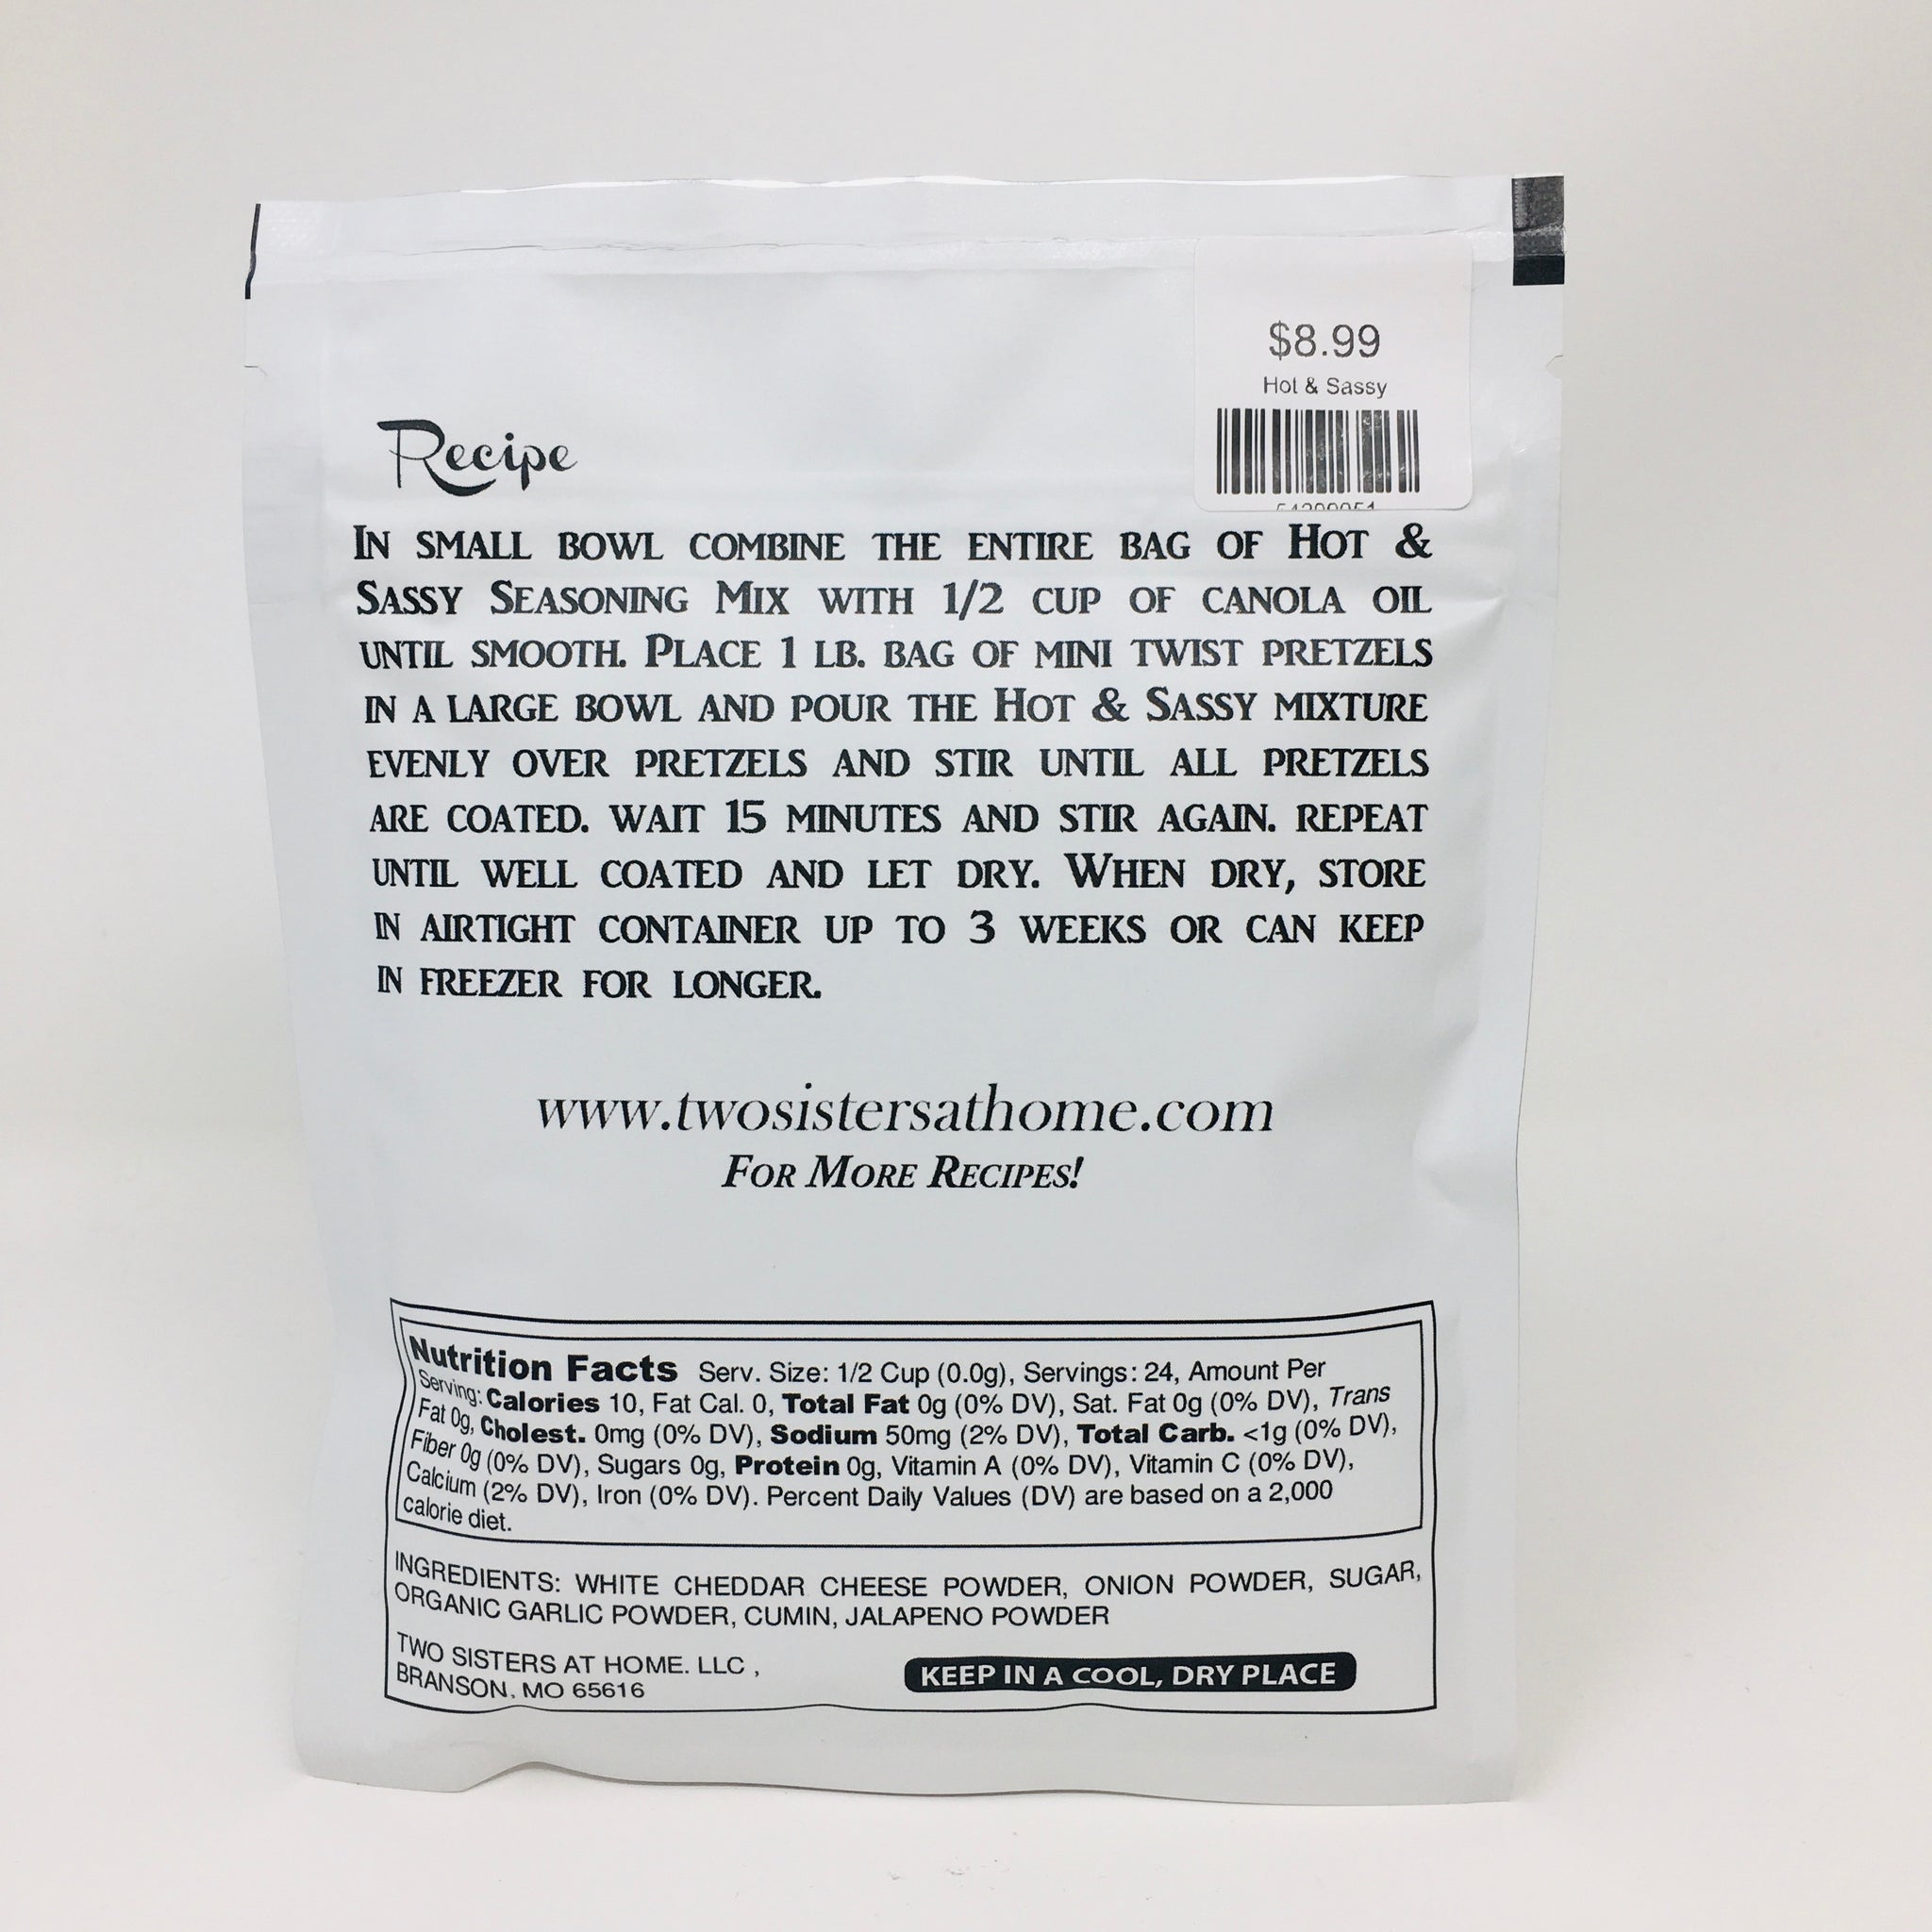 $8.99
Hot & Sassy
Recipe
In small bowl combine the entire bag of Hot &
Sassy Seasoning Mix with 1/2 cup of canola oil
until smooth. Place 1 lb. bag of mini twist pretzels
in a large bowl and pour the Hot & Sassy mixture
evenly over pretzels and stir until all pretzels
are coated. wait 15 minutes and stir again. repeat
until well coated and let dry. When dry, store
in airtight container up to 3 weeks or can keep
in freezer for longer.
www.twosistersathome.com
For More Recipes!
Nutrition Facts Serv. Size: 1/2 Cup (0.0g), Servings: 24, Amount Per
Serving: Calories 10, Fat Cal. 0, Total Fat 0g (0% DV), Sat. Fat 0g (0% DV), Trans
Fat 0g, Cholest. 0mg (0% DV), Sodium 50mg (2% DV), Total Carb. <1g (0% DV),
Fiber 0g (0% DV), Sugars 0g, Protein 0g, Vitamin A (0% DV), Vitamin C (0% DV),
Calcium (2% DV), Iron (0% DV). Percent Daily Values (DV) are based on a 2,000
calorie diet.
INGREDIENTS: WHITE CHEDDAR CHEESE POWDER, ONION POWDER, SUGAR,
ORGANIC GARLIC POWDER, CUMIN, JALAPENO POWDER
TWO SISTERS AT HOME. LLC ,
BRANSON, MO 65616
KEEP IN A COOL, DRY PLACE